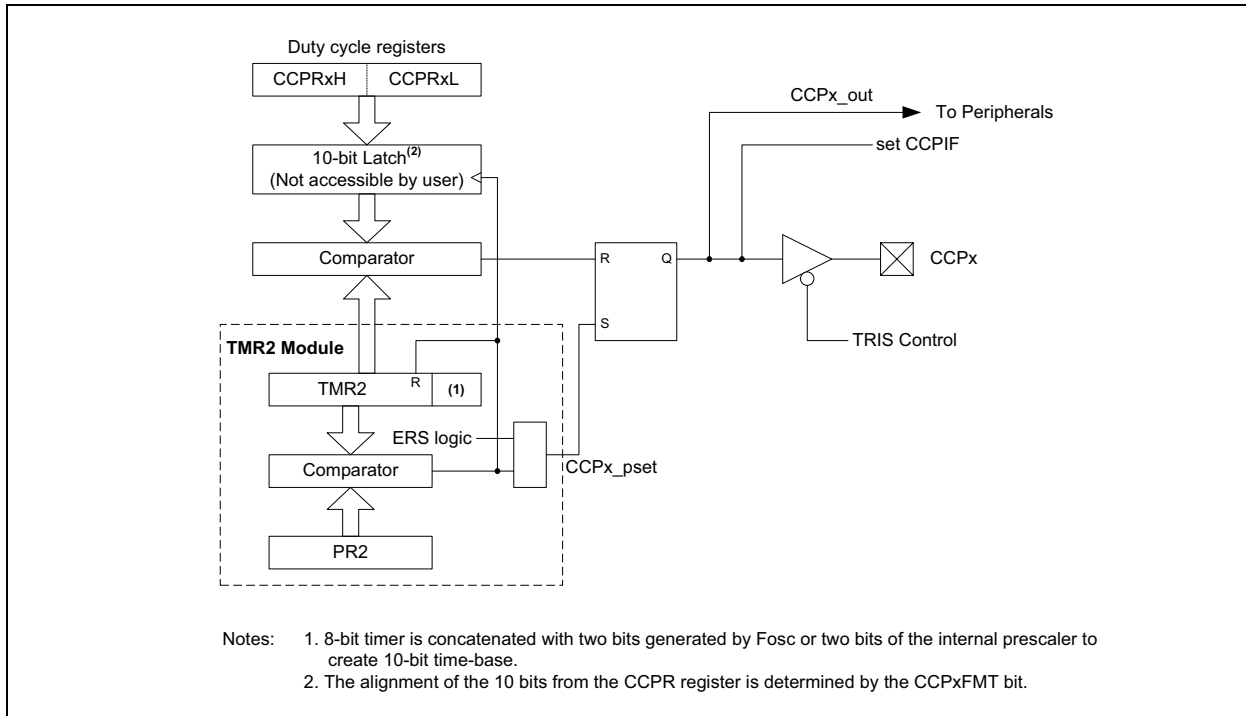 Duty cycle registers
CCPRxH CCPRxL
CCPx_out
To Peripherals
set CCPIF
10-bit Latch(2)
(Not accessible by user)
Comparator
R Q
CCPx
S
TMR2 Module
TRIS Control
R
TMR2 (1)
ERS logic
CCPx_pset
Comparator
PR2
Notes: 1. 8-bit timer is concatenated with two bits generated by Fosc or two bits of the internal prescaler to
create 10-bit time-base.
2. The alignment of the 10 bits from the CCPR register is determined by the CCPxFMT bit.